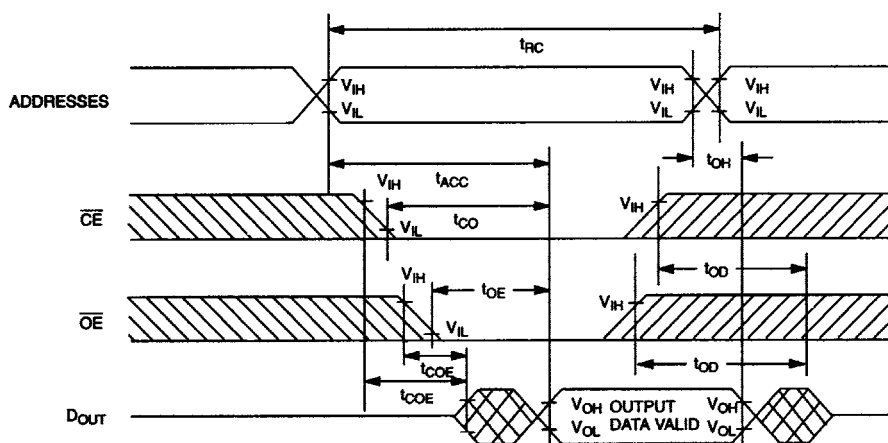 tRC
ADDRESSES
VIH
VIL
VIH
VIL
VIH
VIL
tOH
tACC
VIH
CE
tCO
VIL
VIH
tOD
VIH
OE
tOE
VIL
VIH
tCOE
tCOE
tOD
DOUT
VOH OUTPUT VOH
VOL DATA VALID VOL